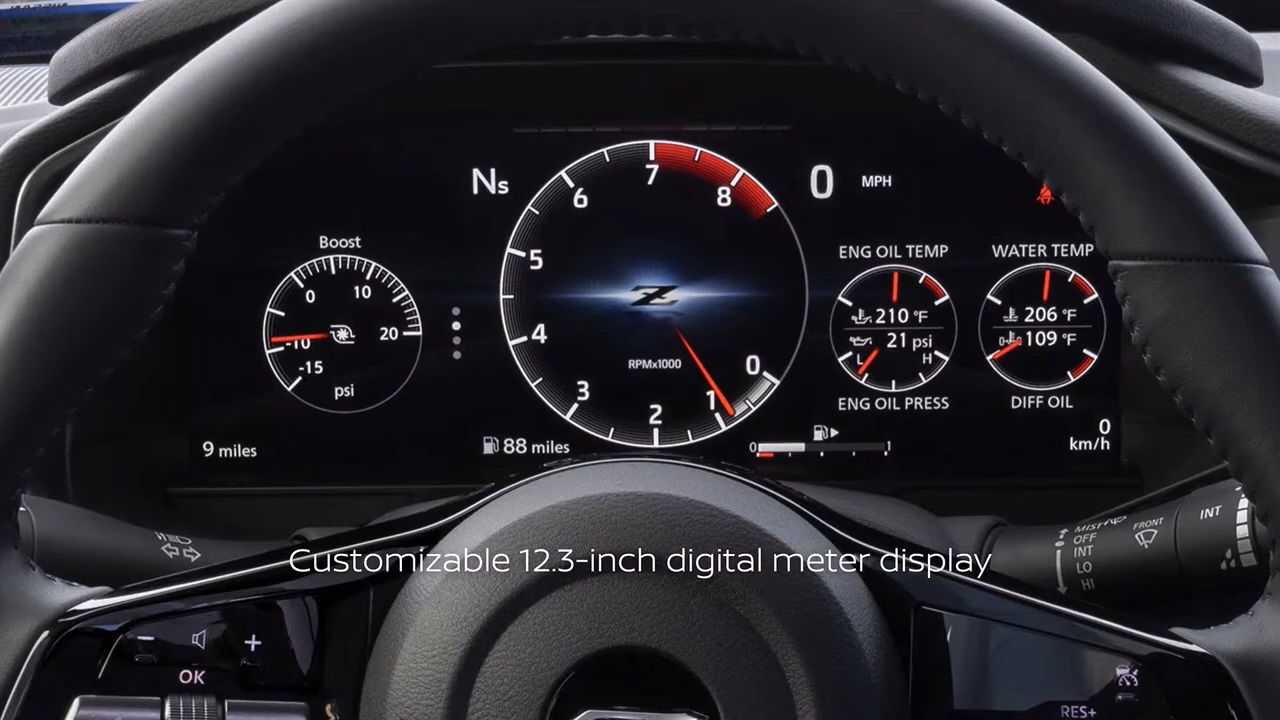 Ns
7
6
8
5
4
3
2
1
0
RPMx1000
0
MPH
Boost
0
10
20
-10
-15
psi
ENG OIL TEMP
210 °F
21 psi
L
H
ENG OIL PRESS
WATER TEMP
206 °F
109 °F
DIFF OIL
9 miles
88 miles
0
1
0
km/h
Customizable 12.3-inch digital meter display
MIST
OFF
INT
LO
HI
FRONT
INT
OK
RES+